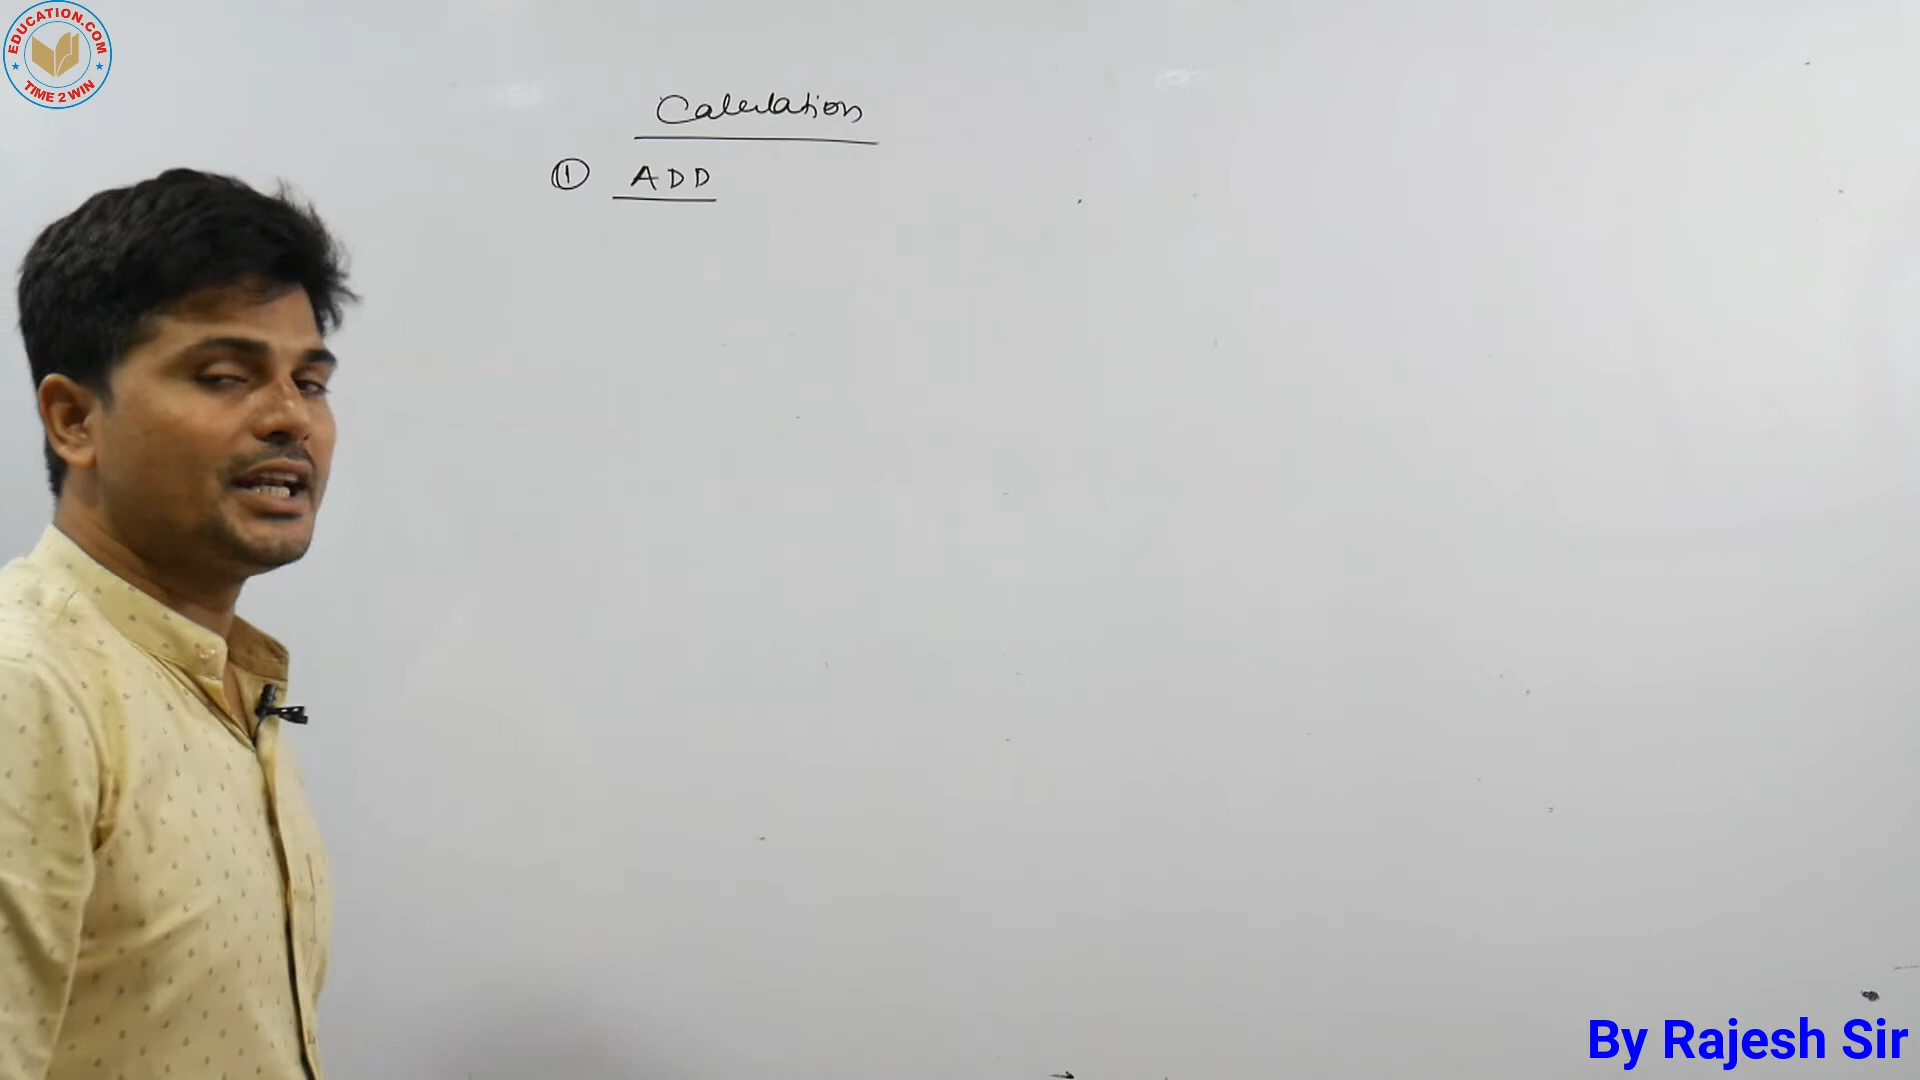 EDUCATION.COM
TIME 2 WIN
Calculation
① ADD
By Rajesh Sir